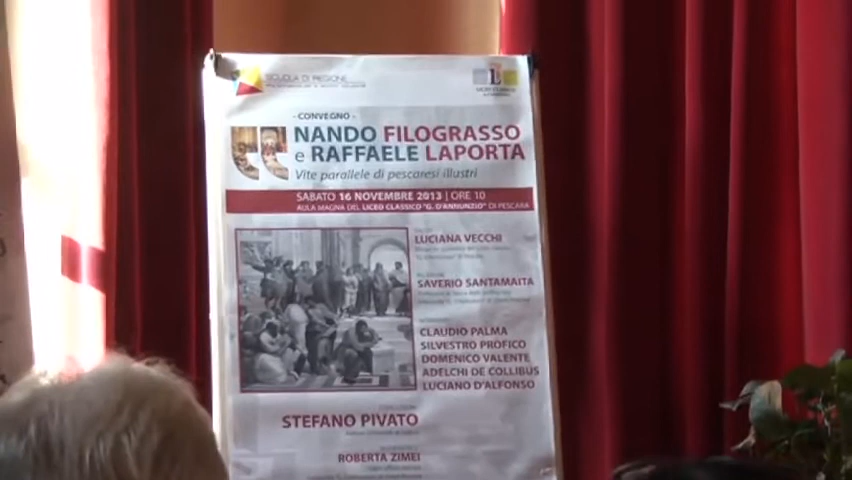 SCUOLA DI REGIONE
- CONVEGNO -
NANDO FILOGRASSO
e RAFFAELE LAPORTA
Vite parallele di pescaresi illustri
SABATO 16 NOVEMBRE 2013 | ORE 10
AULA MAGNA DEL LICEO CLASSICO "G. D'ANNUNZIO" DI PESCARA
LUCIANA VECCHI
SAVERIO SANTAMAITA
CLAUDIO PALMA
SILVESTRO PROFICO
DOMENICO VALENTE
ADELCHI DE COLLIBUS
LUCIANO D'ALFONSO
STEFANO PIVATO
ROBERTA ZIMEI